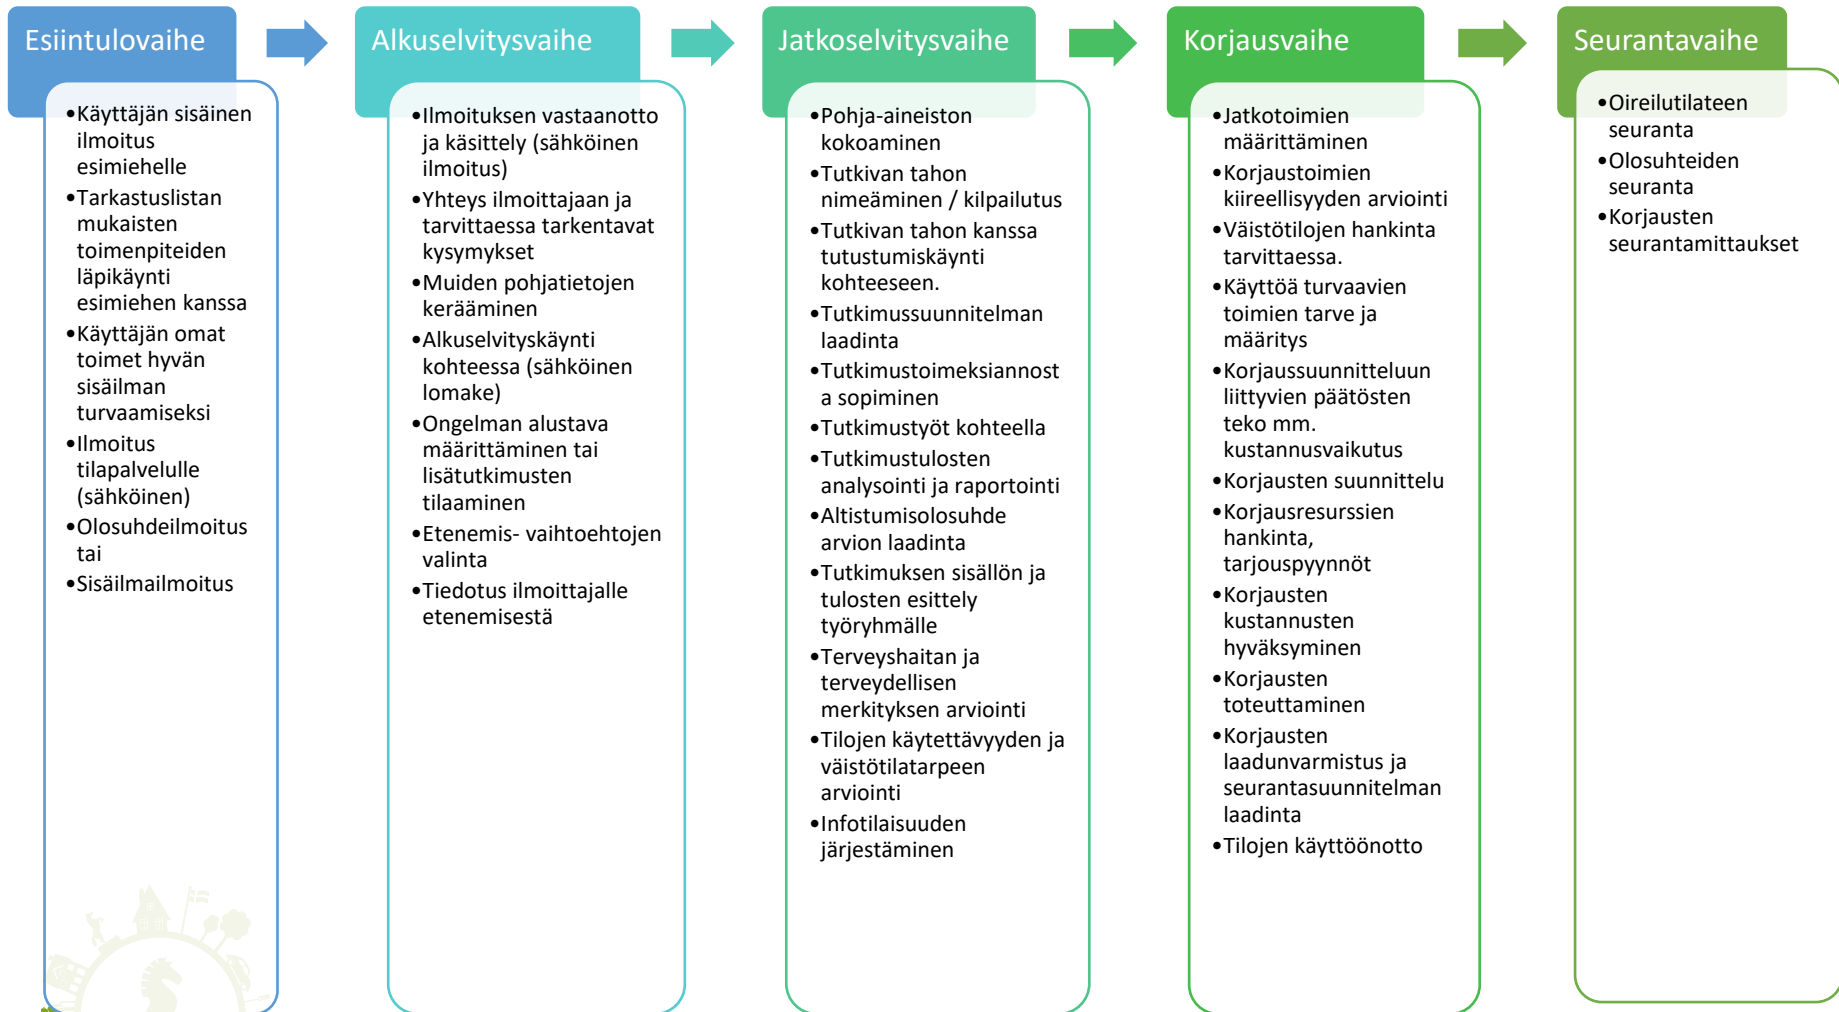 Esiintulovaihe
•Käyttäjän sisäinen
ilmoitus
esimiehelle
•Tarkastuslistan
mukaisten
toimenpiteiden
läpikäynti
esimiehen kanssa
•Käyttäjän omat
toimet hyvän
sisäilman
turvaamiseksi
•Ilmoitus
tilapalvelulle
(sähköinen)
•Olosuhdeilmoitus
tai
•Sisäilmailmoitus
Alkuselvitysvaihe
•Ilmoituksen vastaanotto
ja käsittely (sähköinen
ilmoitus)
•Yhteys ilmoittajaan ja
tarvittaessa tarkentavat
kysymykset
•Muiden pohjatietojen
kerääminen
•Alkuselvityskäynti
kohteessa (sähköinen
lomake)
•Ongelman alustava
määrittäminen tai
lisätutkimusten
tilaaminen
•Etenemis- vaihtoehtojen
valinta
•Tiedotus ilmoittajalle
etenemisestä
Jatkoselvitysvaihe
•Pohja-aineiston
kokoaminen
•Tutkivan tahon
nimeäminen / kilpailutus
•Tutkivan tahon kanssa
tutustumiskäynti
kohteeseen.
•Tutkimussuunnitelman
laadinta
•Tutkimustoimeksiannost
a sopiminen
•Tutkimustyöt kohteella
•Tutkimustulosten
analysointi ja raportointi
•Altistumisolosuhde
arvion laadinta
•Tutkimuksen sisällön ja
tulosten esittely
työryhmälle
•Terveyshaitan ja
terveydellisen
merkityksen arviointi
•Tilojen käytettävyyden ja
väistötilatarpeen
arviointi
•Infotilaisuuden
järjestäminen
Korjausvaihe
•Jatkotoimien
määrittäminen
•Korjaustoimien
kiireellisyyden arviointi
•Väistötilojen hankinta
tarvittaessa.
•Käyttöä turvaavien
toimien tarve ja
määritys
•Korjaussuunnitteluun
liittyvien päätösten
teko mm.
kustannusvaikutus
•Korjausten suunnittelu
•Korjausresurssien
hankinta,
tarjouspyynnöt
•Korjausten
kustannusten
hyväksyminen
•Korjausten
toteuttaminen
•Korjausten
laadunvarmistus ja
seurantasuunnitelman
laadinta
•Tilojen käyttöönotto
Seurantavaihe
•Oireilutilateen
seuranta
•Olosuhteiden
seuranta
•Korjausten
seurantamittaukset